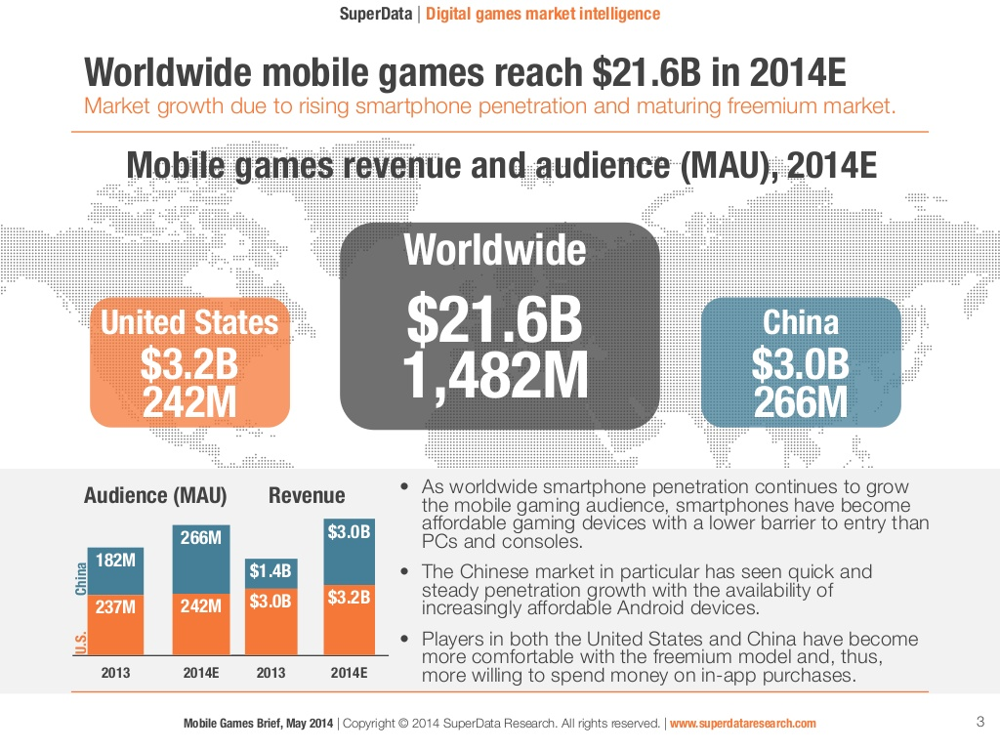 SuperData | Digital games market intelligence
Worldwide mobile games reach $21.6B in 2014E
Market growth due to rising smartphone penetration and maturing freemium market.
Mobile games revenue and audience (MAU), 2014E
Worldwide
$21.6B
1,482M
United States
$3.2B
242M
China
$3.0B
266M
Audience (MAU)
Revenue
China
U.S.
182M
237M
266M
242M
$1.4B
$3.0B
$3.0B
$3.2B
2013
2014E
2013
2014E
• As worldwide smartphone penetration continues to grow
the mobile gaming audience, smartphones have become
affordable gaming devices with a lower barrier to entry than
PCs and consoles.
• The Chinese market in particular has seen quick and
steady penetration growth with the availability of
increasingly affordable Android devices.
• Players in both the United States and China have become
more comfortable with the freemium model and, thus,
more willing to spend money on in-app purchases.
Mobile Games Brief, May 2014 | Copyright © 2014 SuperData Research. All rights reserved. | www.superdataresearch.com
3